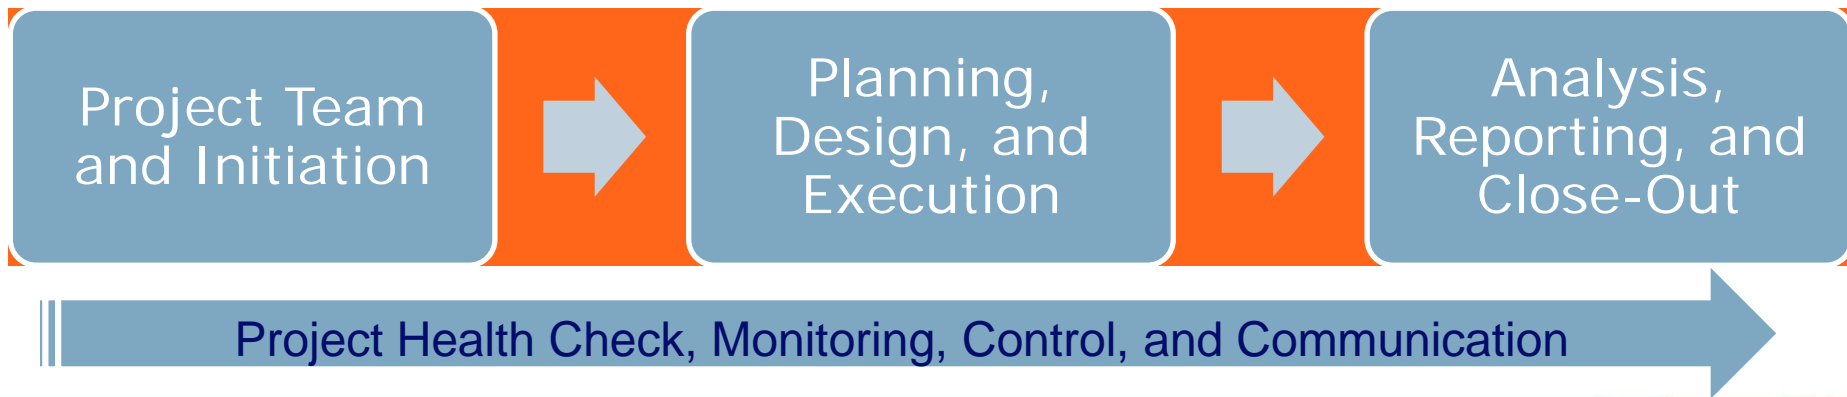 Project Team
and Initiation
Planning,
Design, and
Execution
Analysis,
Reporting, and
Close-Out
Project Health Check, Monitoring, Control, and Communication